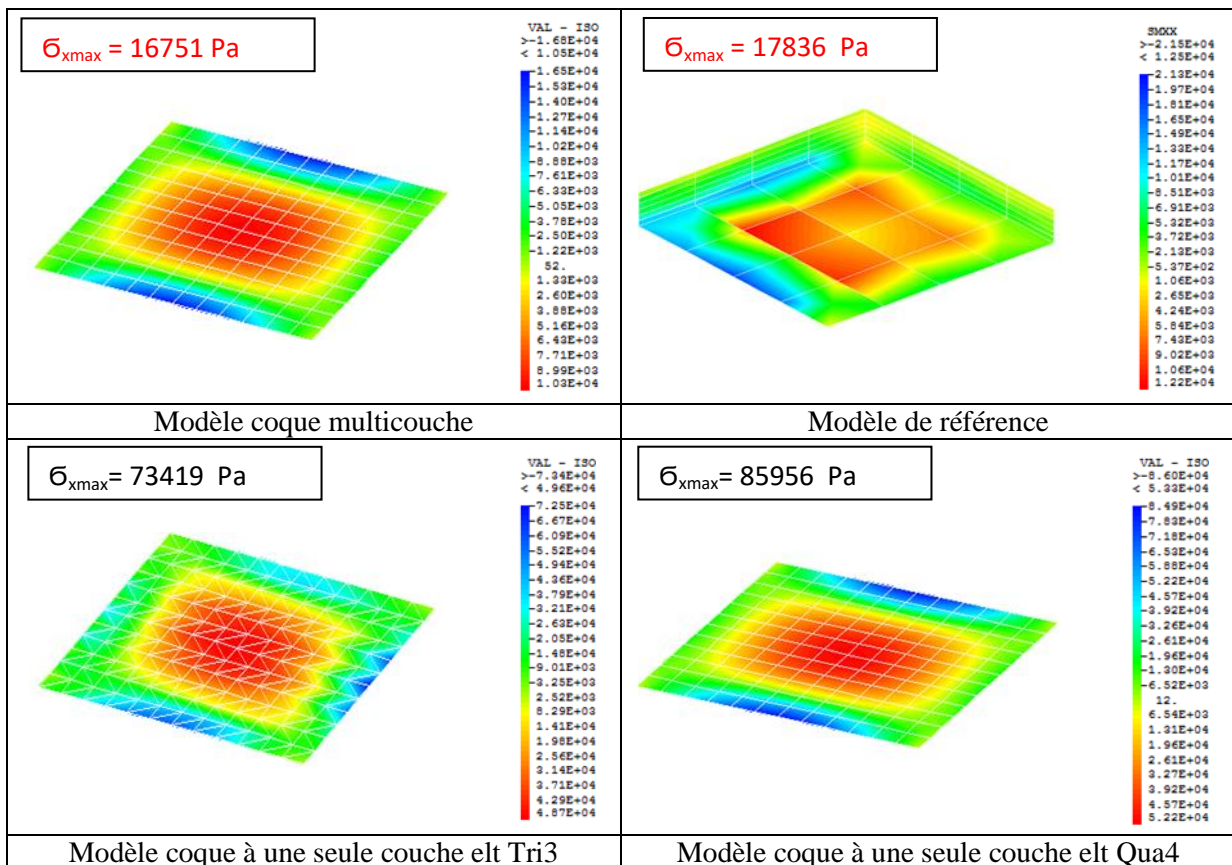 Ϭxmax = 16751 Pa
VAL - ISO
>-1.68E+04
< 1.05E+04
-1.65E+04
-1.53E+04
-1.40E+04
-1.27E+04
-1.14E+04
-1.02E+04
-8.88E+03
-7.61E+03
-6.33E+03
-5.05E+03
-3.78E+03
-2.50E+03
-1.22E+03
52.
1.33E+03
2.60E+03
3.88E+03
5.16E+03
6.43E+03
7.71E+03
8.99E+03
1.03E+04
Modèle coque multicouche
Ϭxmax = 17836 Pa
SMXX
>-2.15E+04
< 1.25E+04
-2.13E+04
-1.97E+04
-1.81E+04
-1.65E+04
-1.49E+04
-1.33E+04
-1.17E+04
-1.01E+04
-8.51E+03
-6.91E+03
-5.32E+03
-3.72E+03
-2.13E+03
-5.37E+02
1.06E+03
2.65E+03
4.24E+03
5.84E+03
7.43E+03
9.02E+03
1.06E+04
1.22E+04
Modèle de référence
Ϭxmax= 73419 Pa
VAL - ISO
>-7.34E+04
< 4.96E+04
-7.25E+04
-6.67E+04
-6.09E+04
-5.52E+04
-4.94E+04
-4.36E+04
-3.79E+04
-3.21E+04
-2.63E+04
-2.05E+04
-1.48E+04
-9.01E+03
-3.25E+03
2.52E+03
8.29E+03
1.41E+04
1.98E+04
2.56E+04
3.14E+04
3.71E+04
4.29E+04
4.87E+04
Modèle coque à une seule couche elt Tri3
Ϭxmax= 85956 Pa
VAL - ISO
>-8.60E+04
< 5.33E+04
-8.49E+04
-7.83E+04
-7.18E+04
-6.53E+04
-5.88E+04
-5.22E+04
-4.57E+04
-3.92E+04
-3.26E+04
-2.61E+04
-1.96E+04
-1.30E+04
-6.52E+03
12.
6.54E+03
1.31E+04
1.96E+04
2.61E+04
3.27E+04
3.92E+04
4.57E+04
5.22E+04
Modèle coque à une seule couche elt Qua4